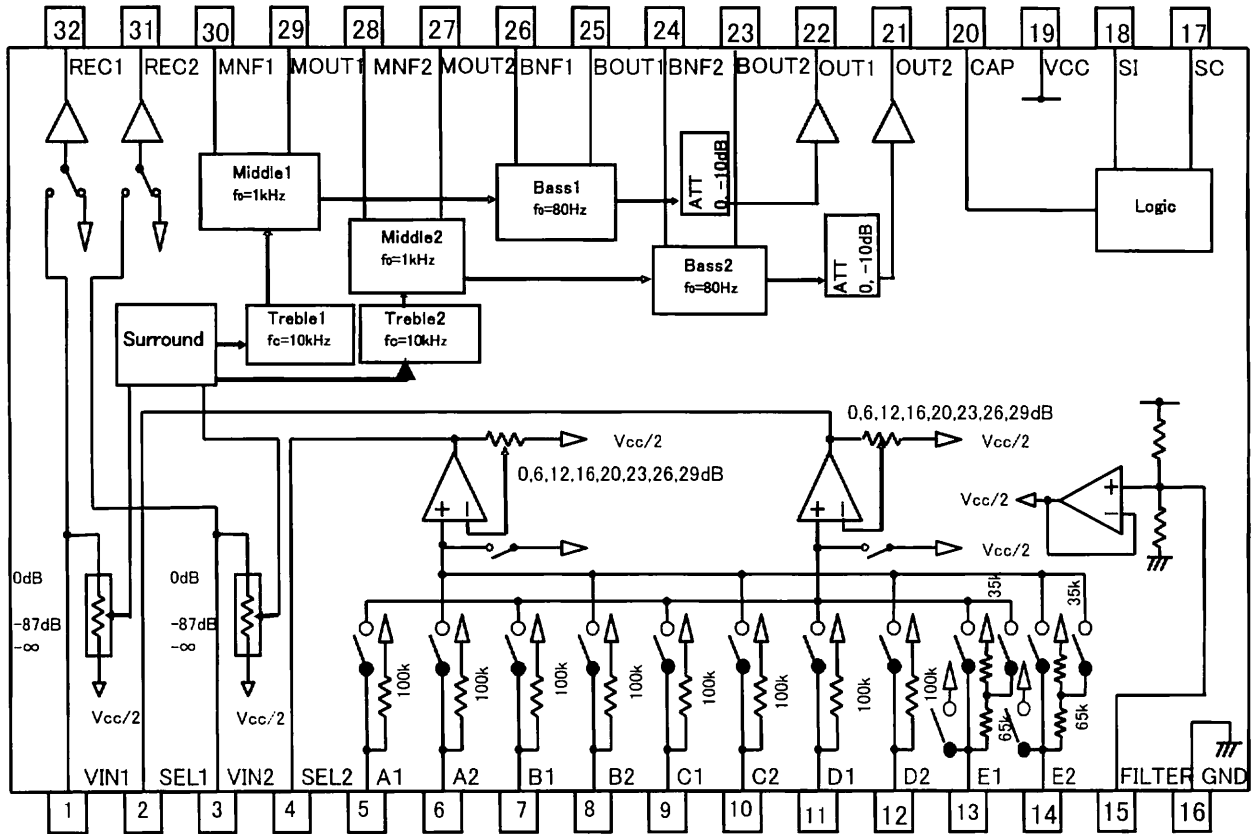 32 31 30 29 28 27 26 25 24 23 22 21 20 19 18 17
REC1 REC2 MNF1 MOUT1 MNF2 MOUT2 BNF1 BOUT1 BNF2 BOUT2 OUT1 OUT2 CAP VCC SI SC
Middle1
fo=1kHz
Bass1
fo=80Hz
ATT
0, -10dB
Logic
Middle2
fo=1kHz
Bass2
fo=80Hz
ATT
0, -10dB
Surround
Treble1
fc=10kHz
Treble2
fc=10kHz
Vcc/2
0,6,12,16,20,23,26,29dB
0,6,12,16,20,23,26,29dB
Vcc/2
+ −
+ −
+
−
Vcc/2
Vcc/2
0dB
-87dB
-∞
Vcc/2
0dB
-87dB
-∞
Vcc/2
100k 100k 100k 100k 100k 100k 100k 100k
35k 35k
65k 65k
VIN1 SEL1 VIN2 SEL2 A1 A2 B1 B2 C1 C2 D1 D2 E1 E2 FILTER GND
1 2 3 4 5 6 7 8 9 10 11 12 13 14 15 16